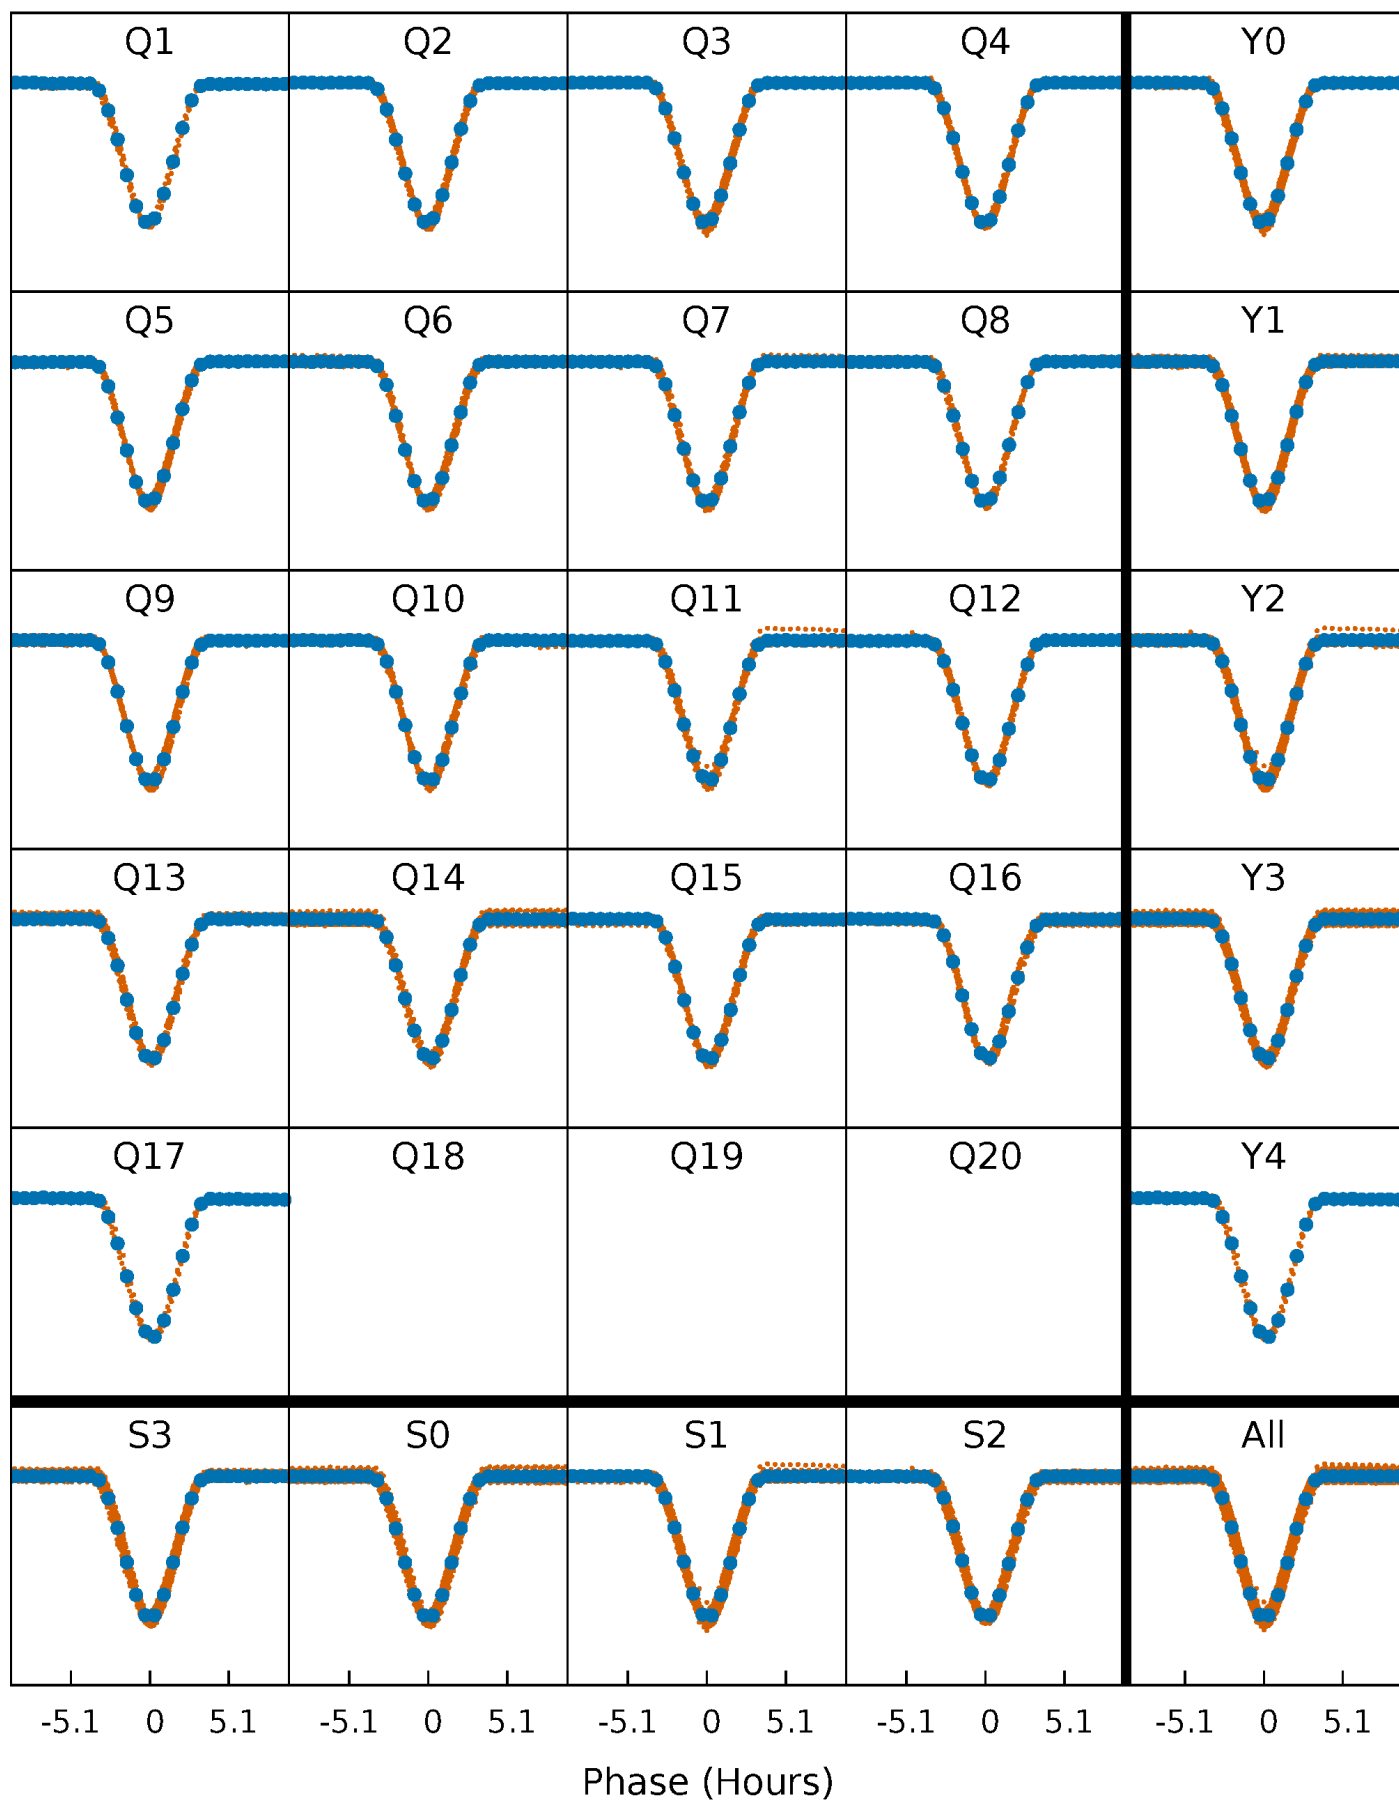 Q1 Q2 Q3 Q4 Y0
Q5 Q6 Q7 Q8 Y1
Q9 Q10 Q11 Q12 Y2
Q13 Q14 Q15 Q16 Y3
Q17 Q18 Q19 Q20 Y4
S3 S0 S1 S2 All
-5.1 0 5.1 -5.1 0 5.1 -5.1 0 5.1 -5.1 0 5.1 -5.1 0 5.1
Phase (Hours)